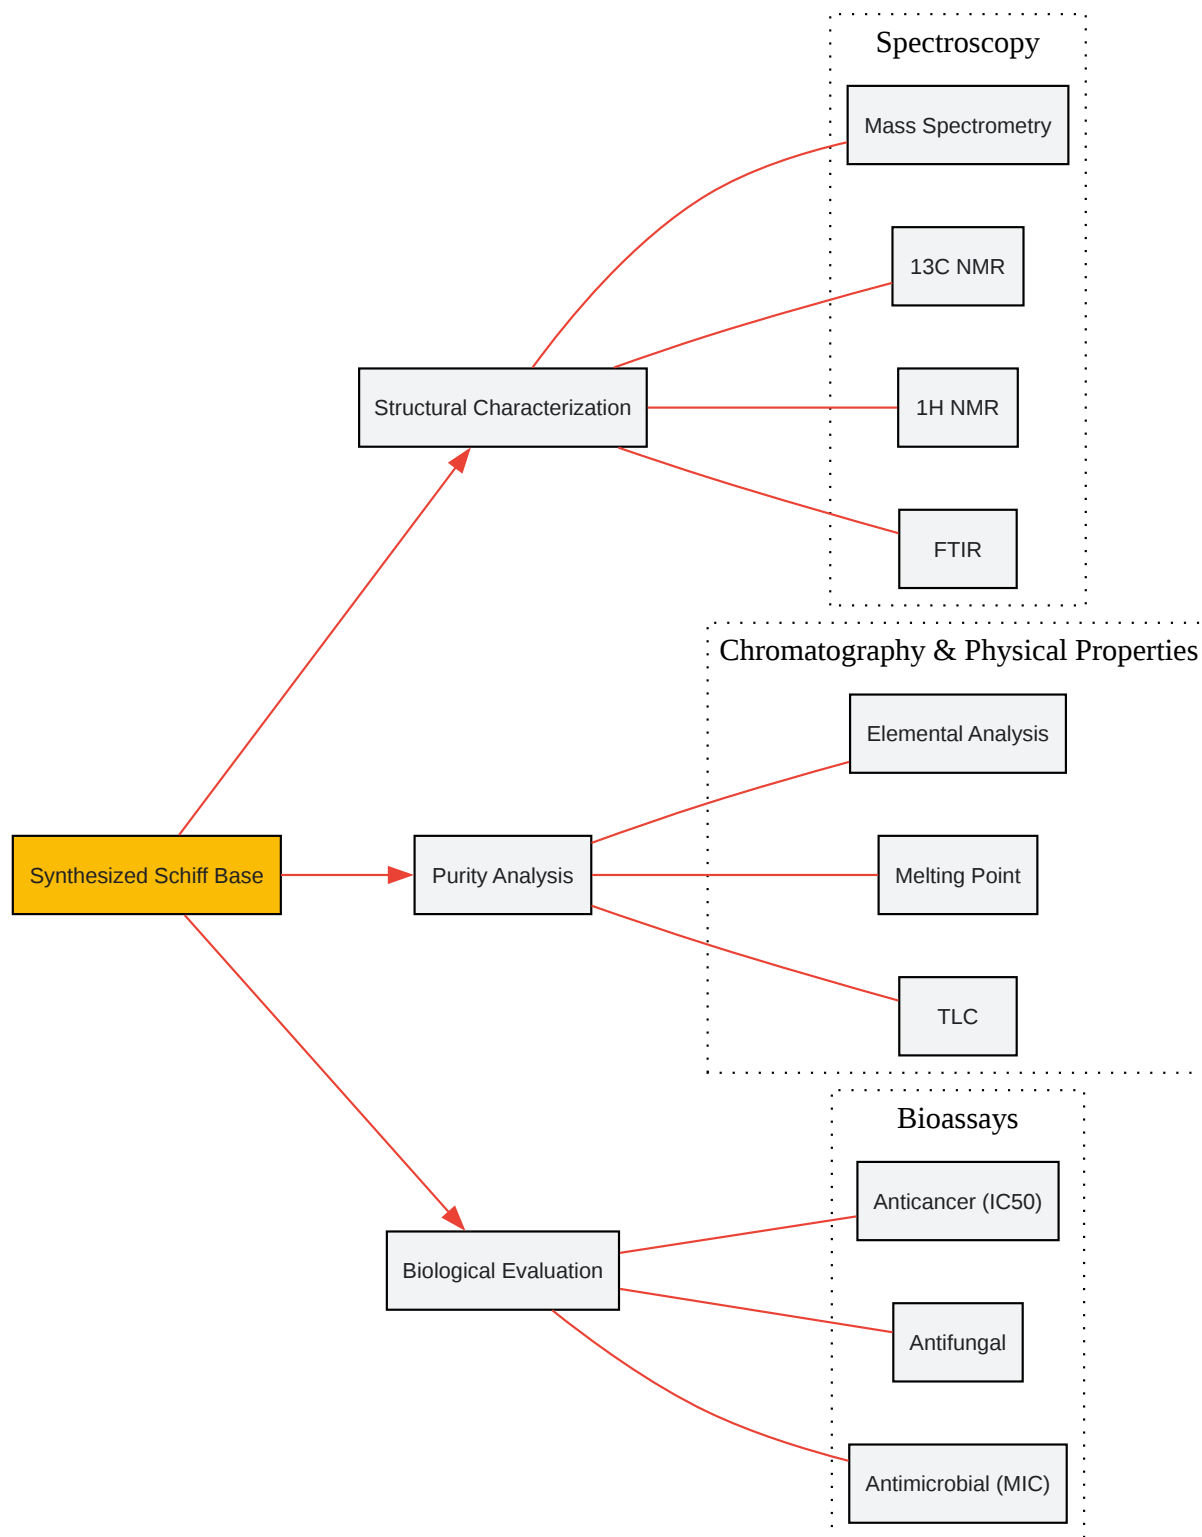 Spectroscopy
Mass Spectrometry
13C NMR
Structural Characterization
1H NMR
FTIR
Chromatography & Physical Properties
Elemental Analysis
Synthesized Schiff Base
Purity Analysis
Melting Point
TLC
Bioassays
Anticancer (IC50)
Biological Evaluation
Antifungal
Antimicrobial (MIC)